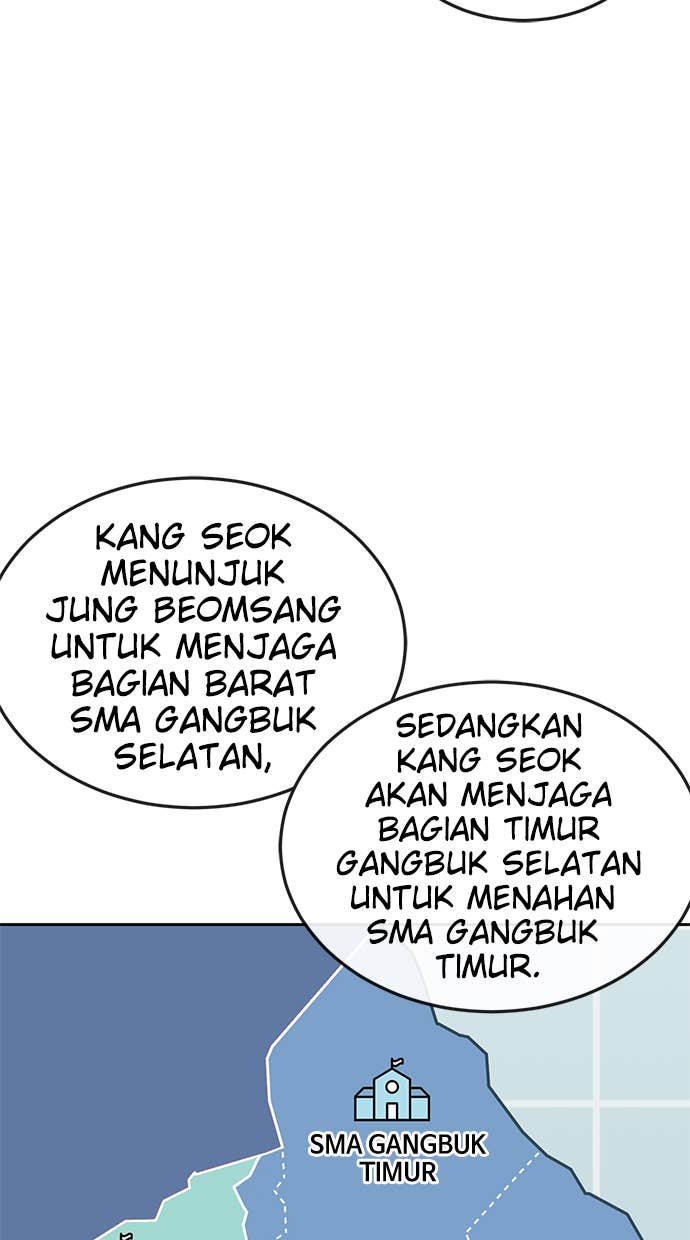 KANG SEOK
MENUNJUK
JUNG BEOMSANG
UNTUK MENJAGA
BAGIAN BARAT
SMA GANGBUK
SELATAN,
SEDANGKAN
KANG SEOK
AKAN MENJAGA
BAGIAN TIMUR
GANGBUK SELATAN
UNTUK MENAHAN
SMA GANGBUK
TIMUR.
SMA GANGBUK
TIMUR